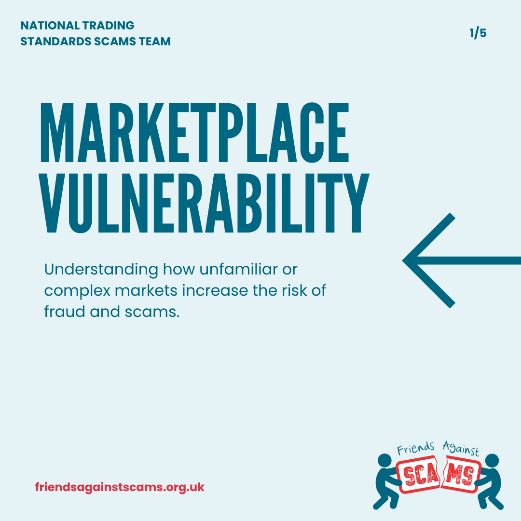 NATIONAL TRADING
STANDARDS SCAMS TEAM
1/5
MARKETPLACE
VULNERABILITY
Understanding how unfamiliar or
complex markets increase the risk of
fraud and scams.
friendsagainstscams.org.uk
Friends Against
SCAMS